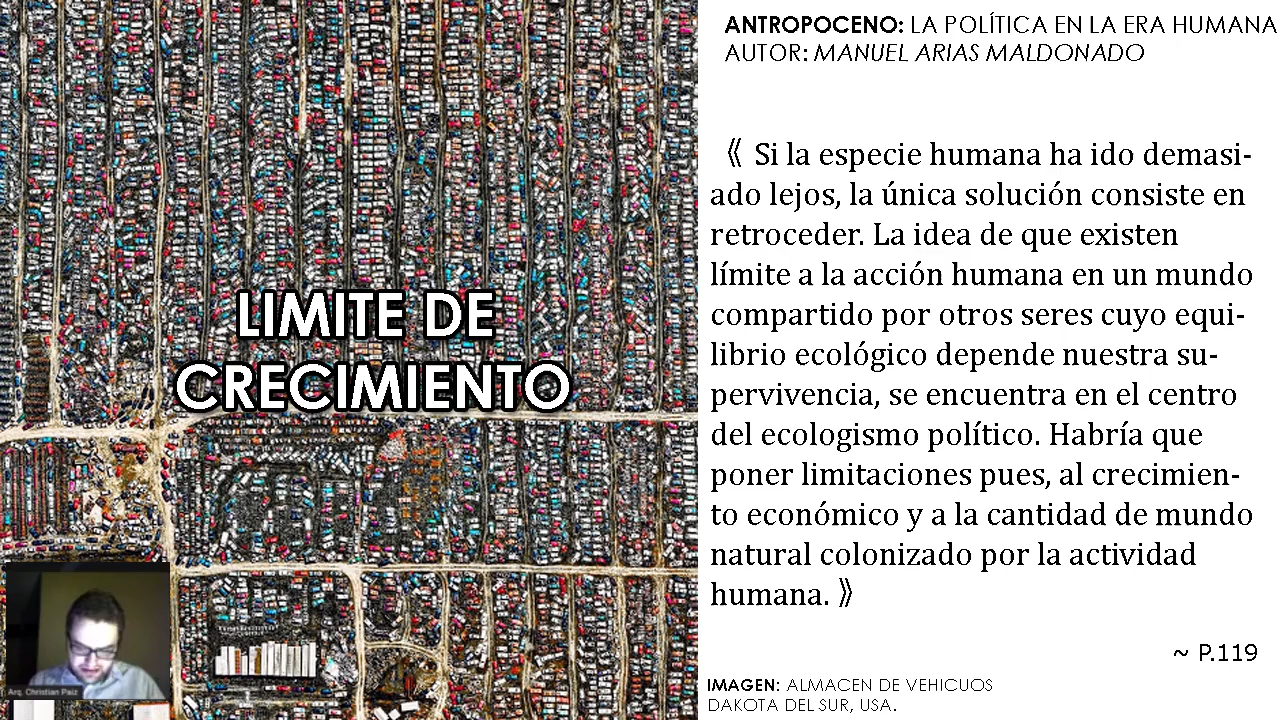 ANTROPOCENO: LA POLÍTICA EN LA ERA HUMANA
AUTOR: MANUEL ARIAS MALDONADO
LIMITE DE
CRECIMIENTO
《 Si la especie humana ha ido demasi-
ado lejos, la única solución consiste en
retroceder. La idea de que existen
límite a la acción humana en un mundo
compartido por otros seres cuyo equi-
librio ecológico depende nuestra su-
pervivencia, se encuentra en el centro
del ecologismo político. Habría que
poner limitaciones pues, al crecimien-
to económico y a la cantidad de mundo
natural colonizado por la actividad
humana. 》
~ P.119
IMAGEN: ALMACEN DE VEHICUOS
DAKOTA DEL SUR, USA.
Arq. Christian Paiz